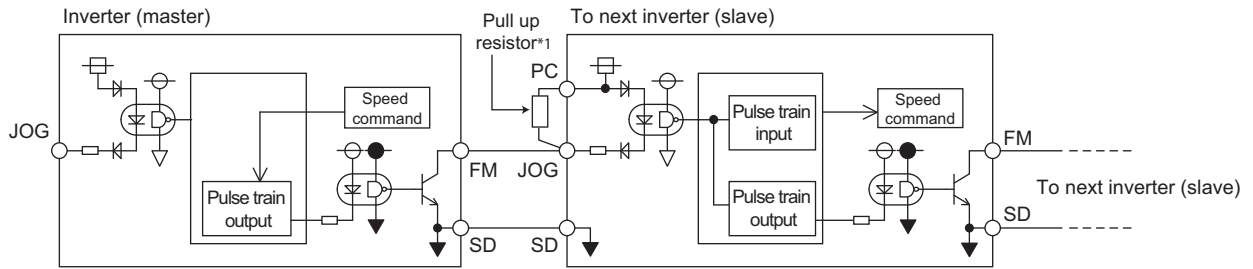 Inverter (master)
Pull up
resistor*1
To next inverter (slave)
PC
JOG
Speed
command
Pulse train
output
FM
SD
JOG
SD
Pulse train
input
Pulse train
output
Speed
command
FM
SD
To next inverter (slave)